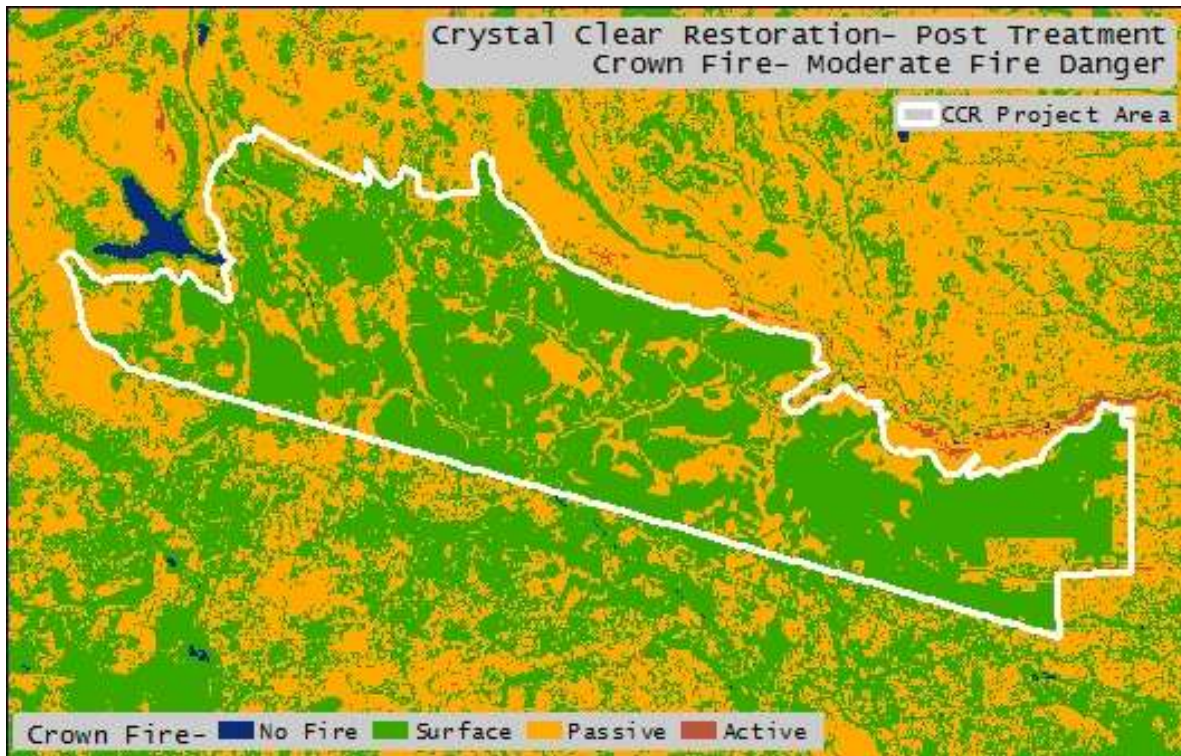 Crystal Clear Restoration- Post Treatment
Crown Fire- Moderate Fire Danger
CCR Project Area
Crown Fire- No Fire Surface Passive Active